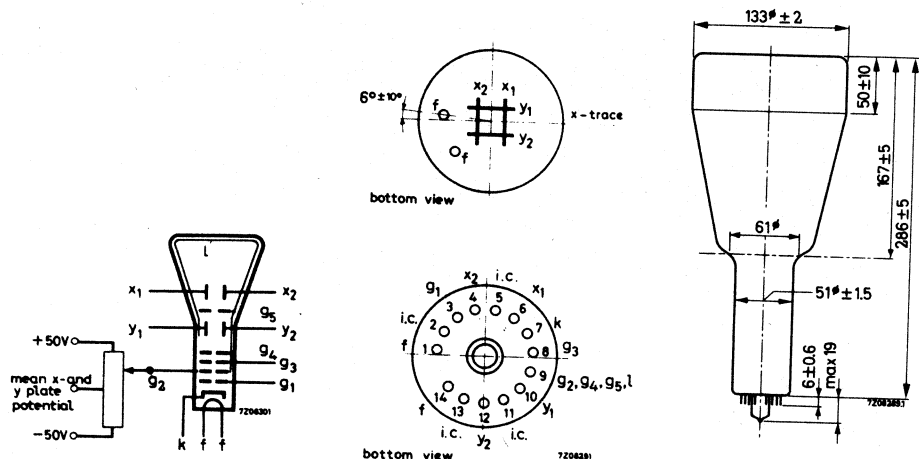 x₁
x₂
l
g₅
y₁
y₂
g₄
g₃
g₂
g₁
+50V
mean x-and
y plate
potential
-50V
k f f
7Z06301
6°±10°
x₂ x₁
y₁
y₂
x-trace
f
f
bottom view
x₂ i.c.
g₁ x₁
i.c. k
f g₃
g₂,g₄,g₅,l
f y₁
i.c. i.c.
y₂
1 2 3 4 5 6 7 8 9 10 11 12 13 14
bottom view
133⌀±2
50±10
167±5
286±5
61⌀
51⌀±1.5
6±0.6
max 19